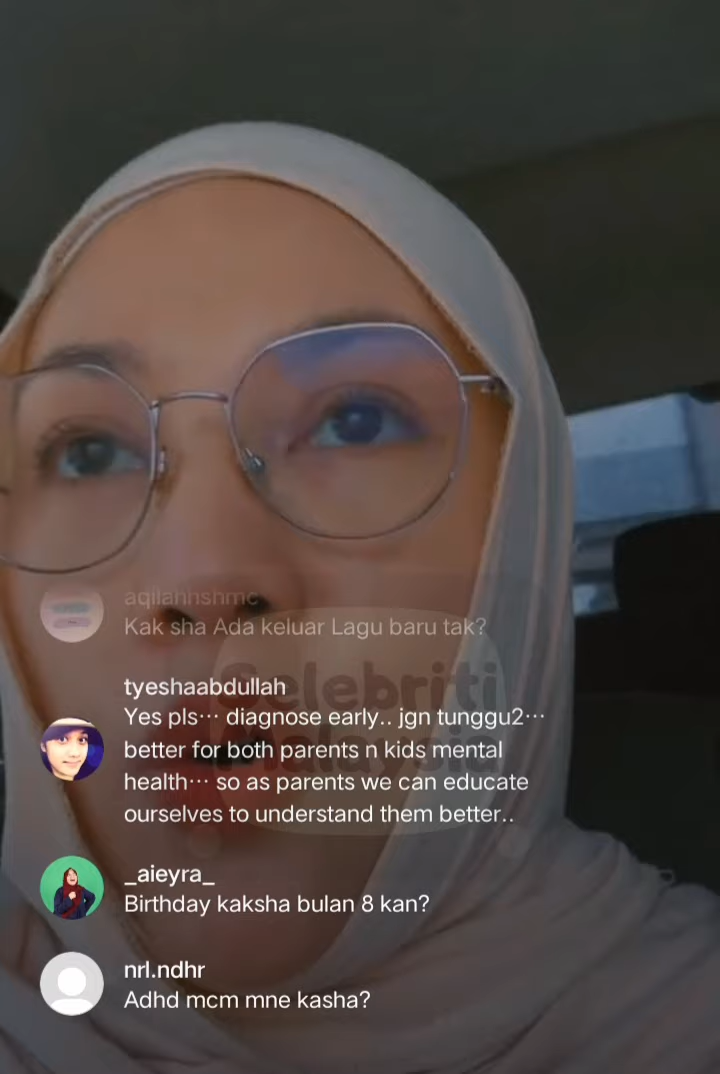 aqilahhshmc
Kak sha Ada keluar Lagu baru tak?
Selebriti
Malaysia
tyeshaabdullah
Yes pls··· diagnose early.. jgn tunggu2···
better for both parents n kids mental
health··· so as parents we can educate
ourselves to understand them better..
_aieyra_
Birthday kaksha bulan 8 kan?
nrl.ndhr
Adhd mcm mne kasha?